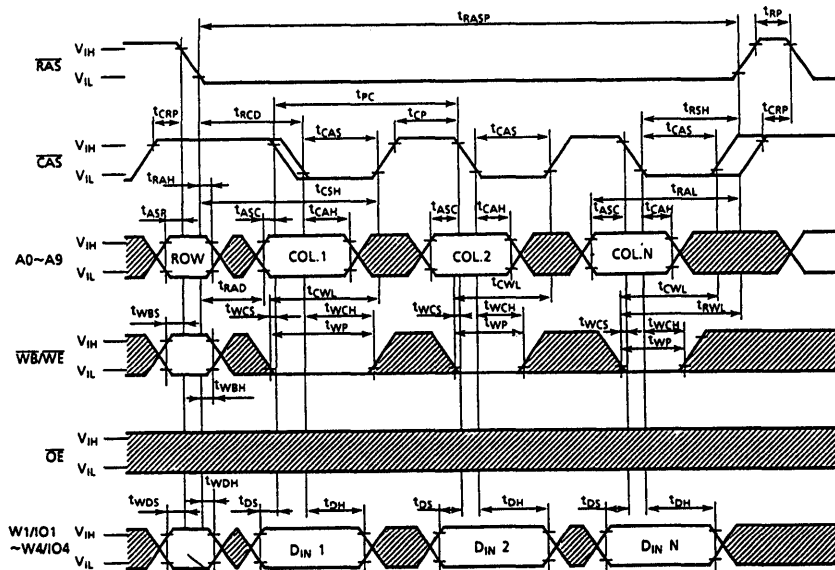 tRASP
tRP
RAS
VIH
VIL
tPC
tCRP
tRCD
tCP
tRSH
tCRP
tCAS
tCAS
tCAS
CAS
VIH
VIL
tRAH
tCSH
tRAL
tASR
tASC
tCAH
tASC
tCAH
tASC
tCAH
A0~A9
VIH
VIL
ROW
COL.1
COL.2
COL.N
tRAD
tCWL
tCWL
tCWL
tWBS
tWCS
tWCH
tWCS
tWCH
tRWL
tWCS
tWCH
tWP
tWP
tWP
WB/WE
VIH
VIL
tWBH
OE
VIH
VIL
tWDH
tWDS
tDS
tDH
tDS
tDH
tDS
tDH
W1/IO1
~W4/IO4
VIH
VIL
DIN 1
DIN 2
DIN N